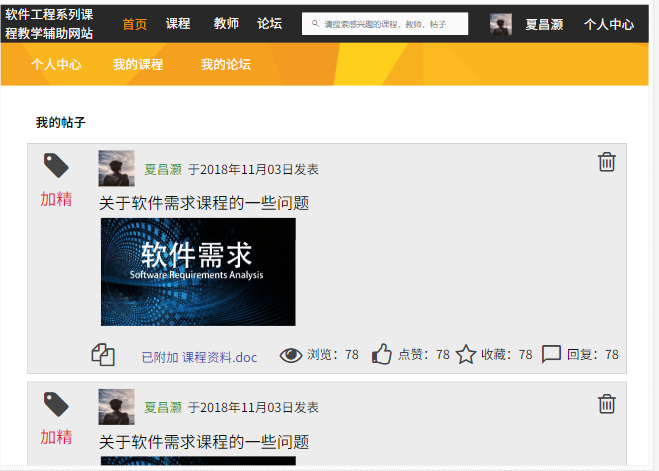 软件工程系列课
程教学辅助网站
首页 课程 教师 论坛 请搜索感兴趣的课程，教师，帖子 夏昌灏 个人中心
个人中心 我的课程 我的论坛
我的帖子
夏昌灏 于2018年11月03日发表
加精
关于软件需求课程的一些问题
软件需求
Software Requirements Analysis
已附加 课程资料.doc 浏览：78 点赞：78 收藏：78 回复：78
夏昌灏 于2018年11月03日发表
加精
关于软件需求课程的一些问题